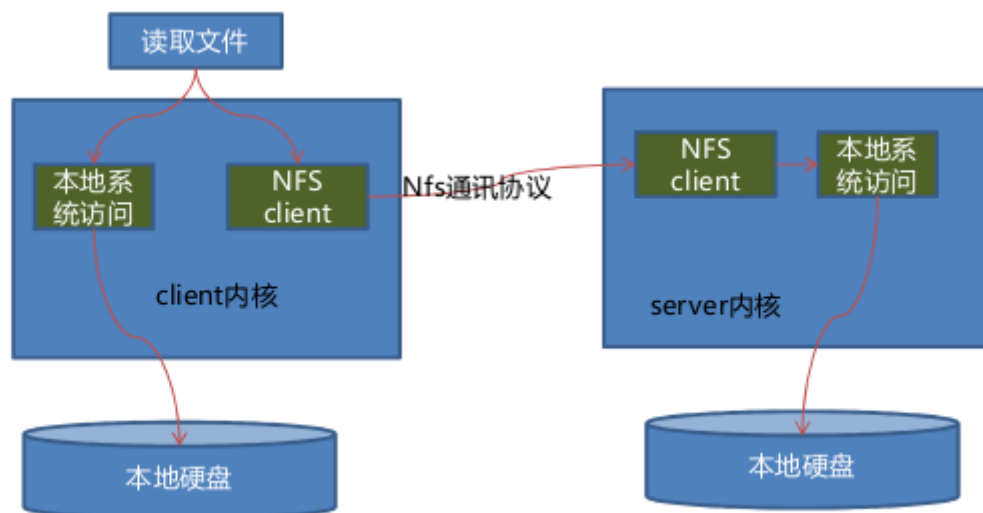 读取文件
本地系
统访问
NFS
client
Nfs通讯协议
NFS
client
本地系
统访问
client内核
server内核
本地硬盘
本地硬盘